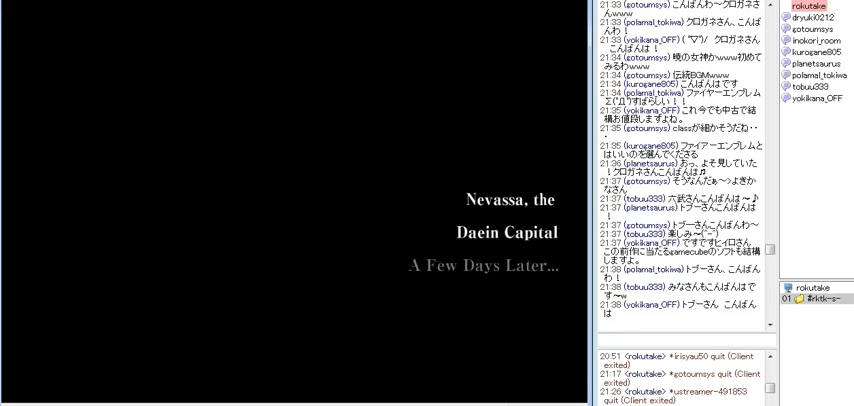 Nevassa, the
Daein Capital
A Few Days Later...
21:33 (gotoumsys) こんばんわ～クロガネさ
んwww
21:33 (polamal_tokiwa) クロガネさん、こんば
んわ！
21:33 (yokikana_OFF) ( ﾟ▽ﾟ)/ クロガネさん
こんばんは ！
21:34 (gotoumsys) 暁の女神かwww初めて
みるわwww
21:34 (gotoumsys) 伝統BGMwww
21:34 (kurogane805) こんばんはです
21:34 (polamal_tokiwa) ファイヤーエンブレム
Σ(ﾟДﾟ)すばらしい！！
21:35 (yokikana_OFF) これ今でも中古で結
構お値段しますよね。
21:35 (gotoumsys) classが細かそうだね・・
・
21:35 (kurogane805) ファイアーエンブレムと
はいいのを選んでくださる
21:36 (planetsaurus) おっ、よそ見していた
！クロガネさんこんばんは♬
21:37 (gotoumsys) そうなんだぁ～>よきか
なさん
21:37 (tobuu333) 六武さんこんばんは ～♪
21:37 (planetsaurus) トブーさんこんばんは
！
21:37 (gotoumsys) トブーさんこんばんわ～
21:37 (tobuu333) 楽しみ～(^-^)
21:37 (yokikana_OFF) ですですヒイロさん
この前作に当たるgamecubeのソフトも結構
しますよ。
21:38 (polamal_tokiwa) トブーさん、こんばん
わ！
21:38 (tobuu333) みなさんもこんばんはで
す～w
21:38 (yokikana_OFF) トブーさん こんばん
は
20:51 <rokutake> *irisyau50 quit (Client
exited)
21:17 <rokutake> *gotoumsys quit (Client
exited)
21:26 <rokutake> *ustreamer-491853
quit (Client exited)
rokutake
dryuki0212
gotoumsys
inokori_room
kurogane805
planetsaurus
polamal_tokiwa
tobuu333
yokikana_OFF
rokutake
01 #rktk-s-